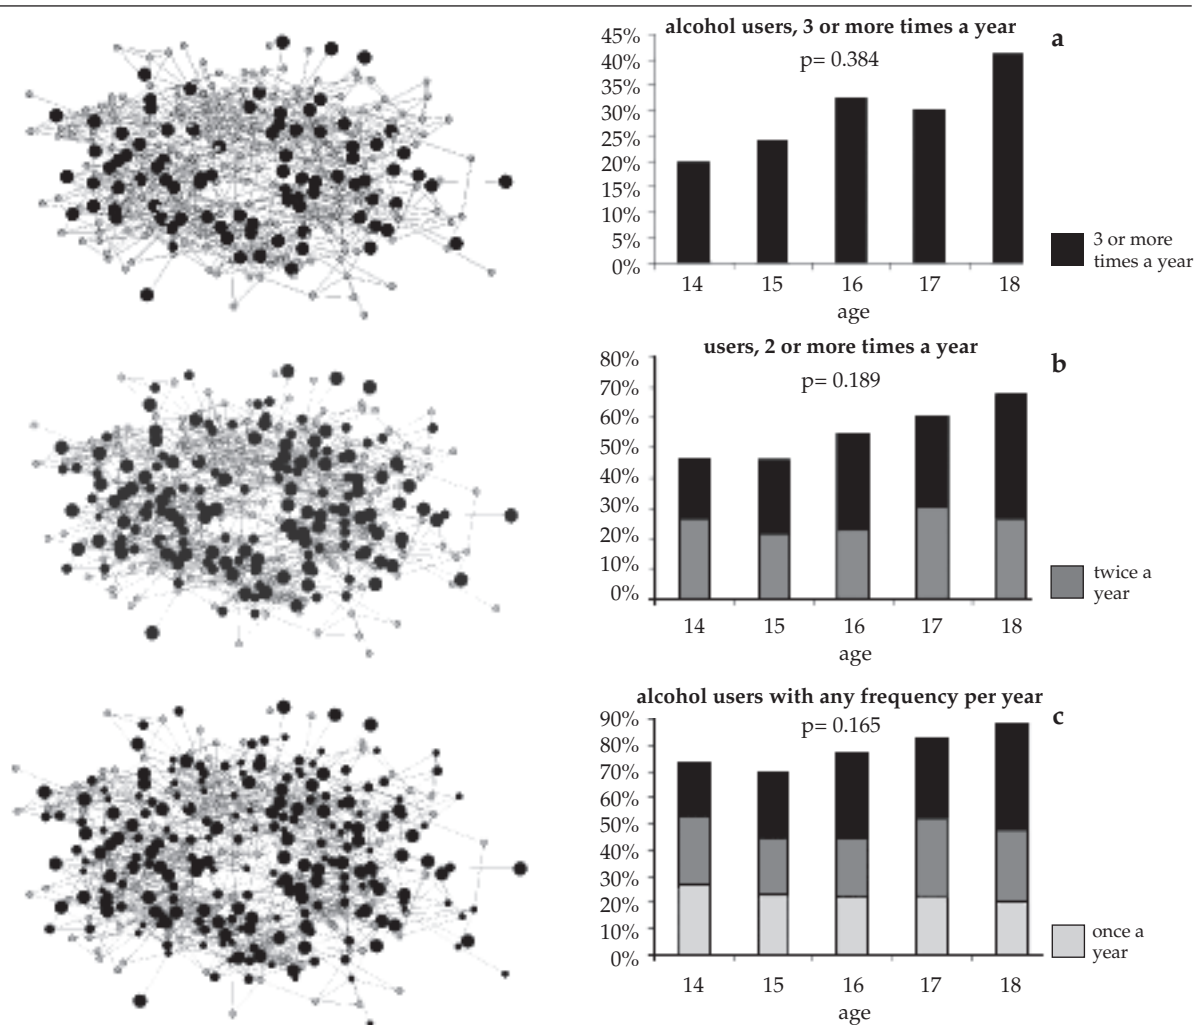 alcohol users, 3 or more times a year
a
p= 0.384
45%
40%
35%
30%
25%
20%
15%
10%
5%
0%
14 15 16 17 18
age
3 or more
times a year
users, 2 or more times a year
b
p= 0.189
80%
70%
60%
50%
40%
30%
20%
10%
0%
14 15 16 17 18
age
twice a
year
alcohol users with any frequency per year
c
p= 0.165
90%
80%
70%
60%
50%
40%
30%
20%
10%
0%
14 15 16 17 18
age
once a
year